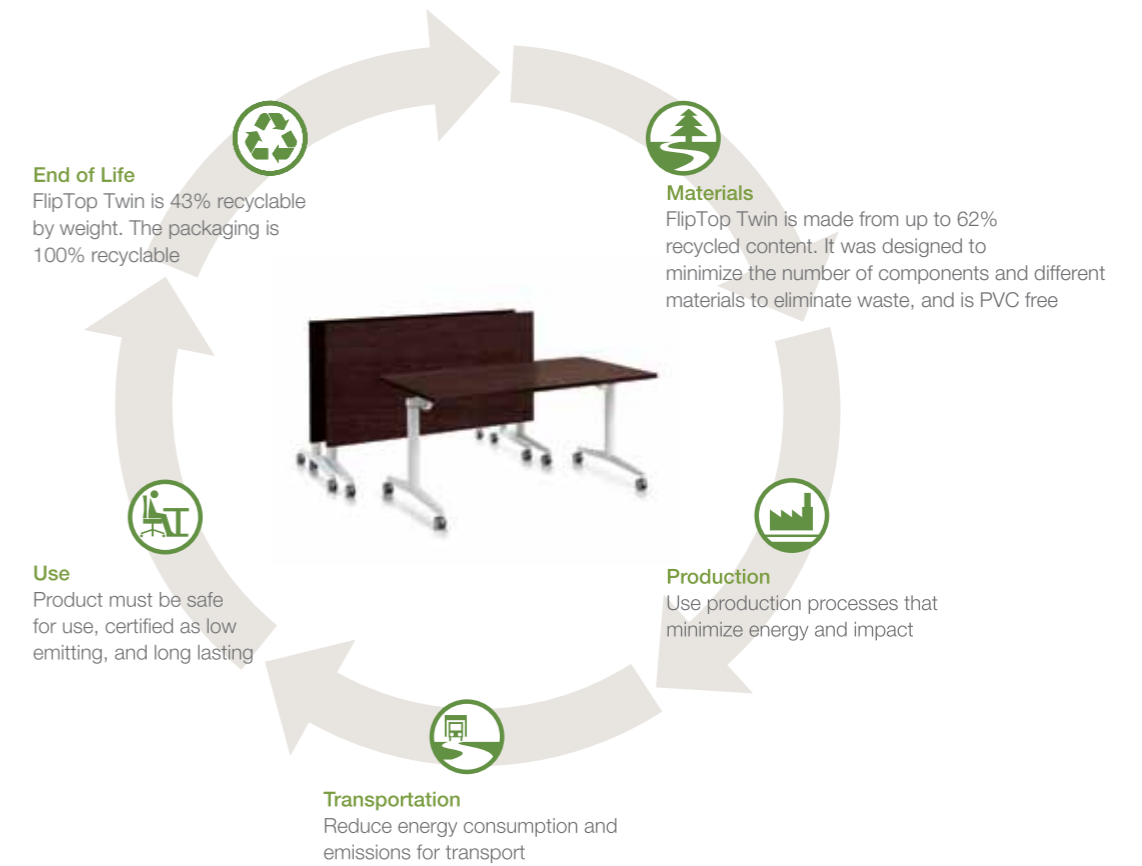 End of Life
FlipTop Twin is 43% recyclable
by weight. The packaging is
100% recyclable
Materials
FlipTop Twin is made from up to 62%
recycled content. It was designed to
minimize the number of components and different
materials to eliminate waste, and is PVC free
Production
Use production processes that
minimize energy and impact
Transportation
Reduce energy consumption and
emissions for transport
Use
Product must be safe
for use, certified as low
emitting, and long lasting